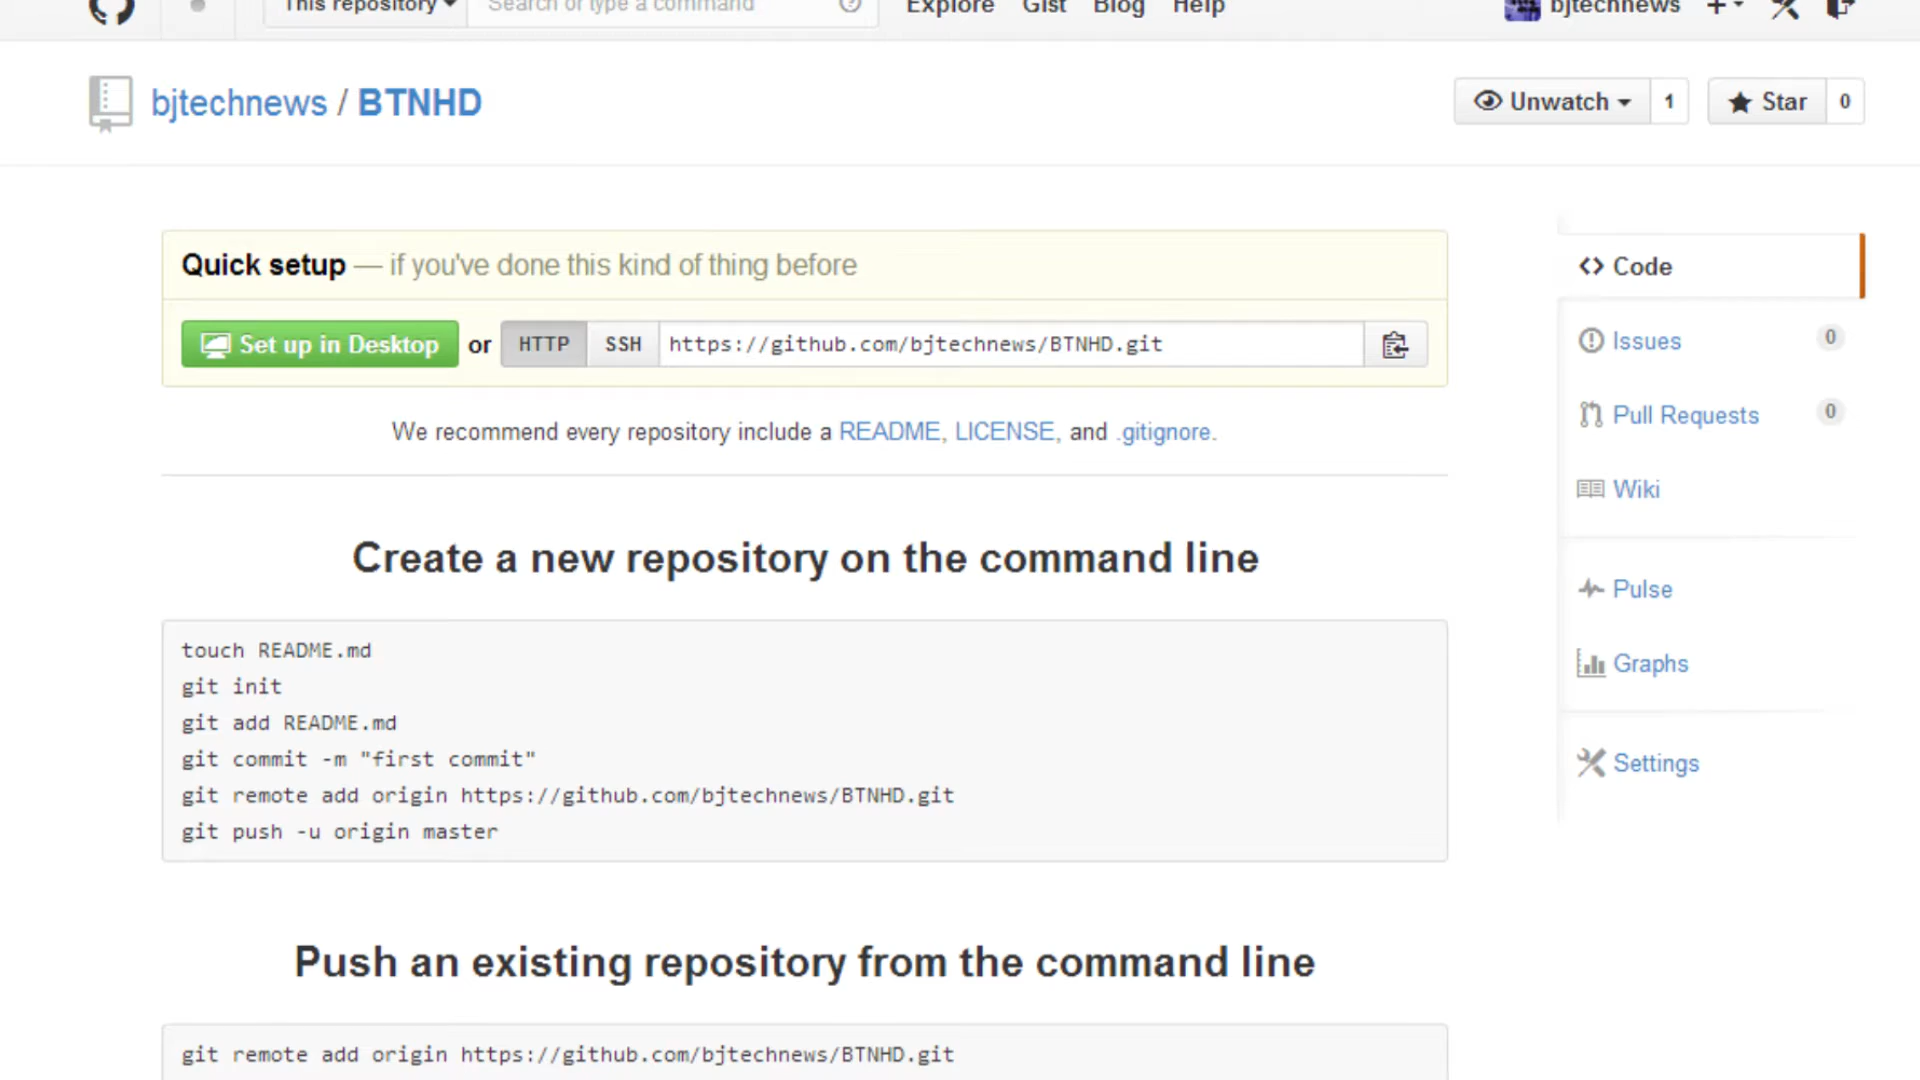 This repository Search or type a command Explore Gist Blog Help bjtechnews
bjtechnews / BTNHD Unwatch 1 Star 0
Quick setup — if you've done this kind of thing before
Set up in Desktop or HTTP SSH https://github.com/bjtechnews/BTNHD.git
We recommend every repository include a README, LICENSE, and .gitignore.
Create a new repository on the command line
touch README.md
git init
git add README.md
git commit -m "first commit"
git remote add origin https://github.com/bjtechnews/BTNHD.git
git push -u origin master
Push an existing repository from the command line
git remote add origin https://github.com/bjtechnews/BTNHD.git
Code
Issues 0
Pull Requests 0
Wiki
Pulse
Graphs
Settings